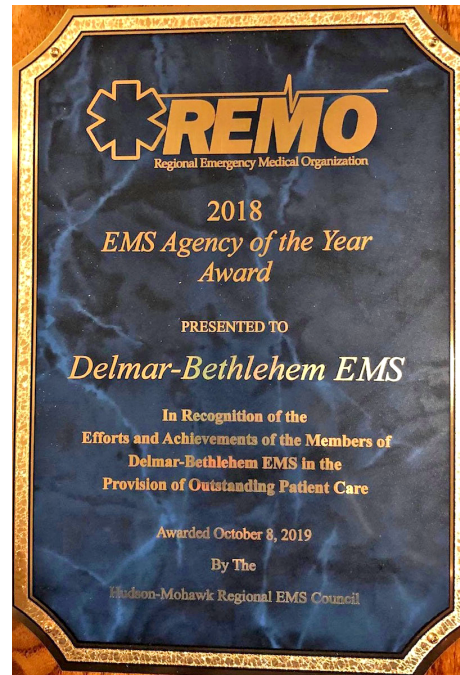 REMO
Regional Emergency Medical Organization
2018
EMS Agency of the Year
Award
PRESENTED TO
Delmar-Bethlehem EMS
In Recognition of the
Efforts and Achievements of the Members of
Delmar-Bethlehem EMS in the
Provision of Outstanding Patient Care
Awarded October 8, 2019
By The
Hudson-Mohawk Regional EMS Council